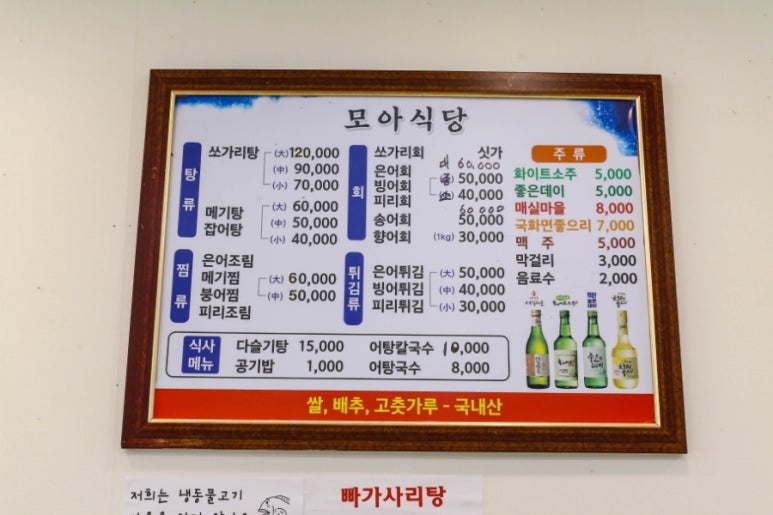 모아식당
탕류
쏘가리탕 (大) 120,000
(中) 90,000
(小) 70,000
메기탕 (大) 60,000
잡어탕 (中) 50,000
(小) 40,000
회
쏘가리회 싯가
대 60,000
은어회 중 50,000
빙어회
피리회 소 40,000
60,000
송어회 50,000
향어회 (1kg) 30,000
주 류
화이트소주 5,000
좋은데이 5,000
매실마을 8,000
국화면좋으리 7,000
맥 주 5,000
막걸리 3,000
음료수 2,000
찜류
은어조림
메기찜 (大) 60,000
붕어찜 (中) 50,000
피리조림
튀김류
은어튀김 (大) 50,000
빙어튀김 (中) 40,000
피리튀김 (小) 30,000
식사메뉴
다슬기탕 15,000 어탕칼국수 10,000
공기밥 1,000 어탕국수 8,000
쌀, 배추, 고춧가루 - 국내산
저희는 냉동물고기
빠가사리탕